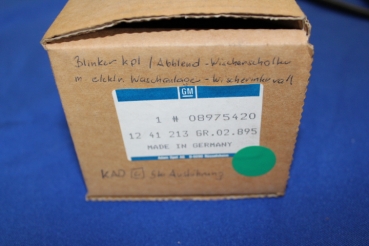 Blinker Kpl / Abblend - Wischerschalter
m elektr. Waschanlage - Wischerintervall
GM
1 # 08975420
12 41 213 GR.02.895
MADE IN GERMANY
KAD E